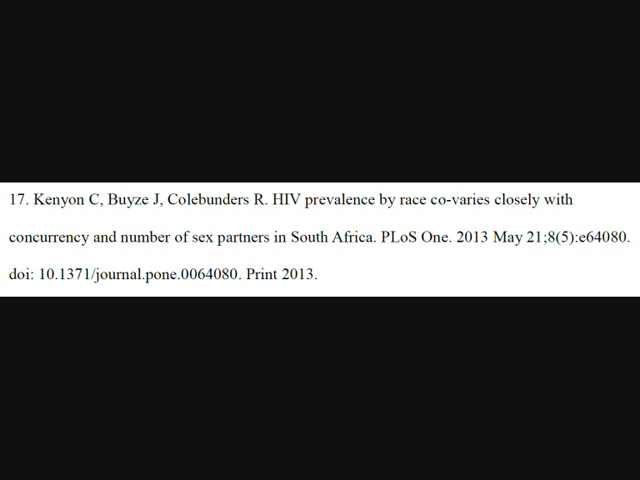 17. Kenyon C, Buyze J, Colebunders R. HIV prevalence by race co-varies closely with
concurrency and number of sex partners in South Africa. PLoS One. 2013 May 21;8(5):e64080.
doi: 10.1371/journal.pone.0064080. Print 2013.